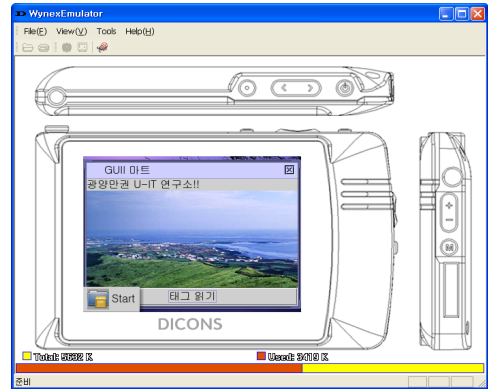 WynexEmulator
File(F) View(V) Tools Help(H)
GUII 마트
광양만권 U-IT 연구소!!
Start
태그 읽기
DICONS
Total: 5632 K
Used: 3419 K
준비
M